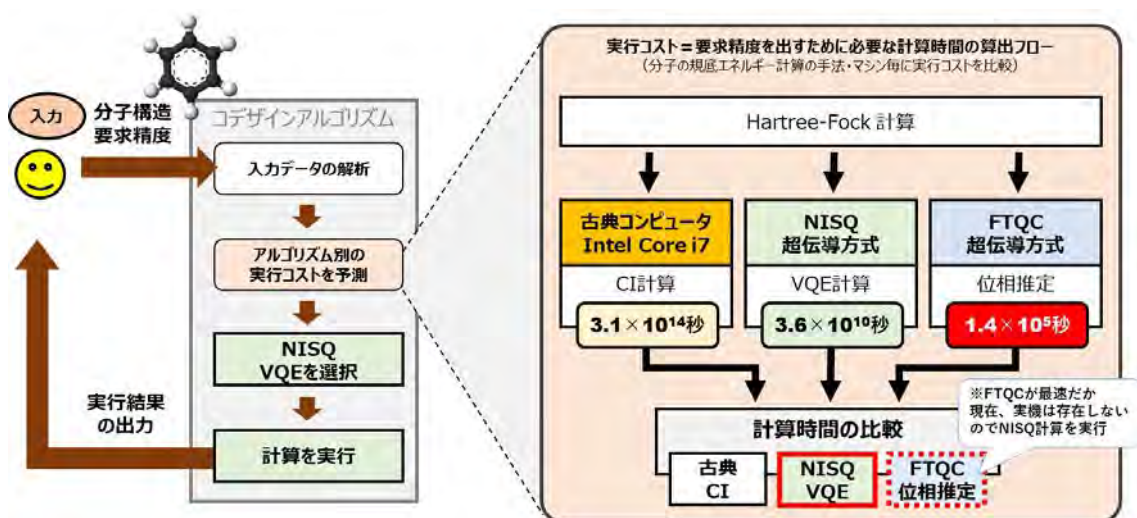 入力
分子構造
要求精度
コデザインアルゴリズム
入力データの解析
アルゴリズム別の
実行コストを予測
NISQ
VQEを選択
計算を実行
実行結果
の出力
実行コスト＝要求精度を出すために必要な計算時間の算出フロー
（分子の規底エネルギー計算の手法・マシン毎に実行コストを比較）
Hartree-Fock 計算
古典コンピュータ
Intel Core i7
CI計算
3.1×10¹⁴秒
NISQ
超伝導方式
VQE計算
3.6×10¹⁰秒
FTQC
超伝導方式
位相推定
1.4×10⁵秒
※FTQCが最速だか
現在、実機は存在しない
のでNISQ計算を実行
計算時間の比較
古典
CI
NISQ
VQE
FTQC
位相推定